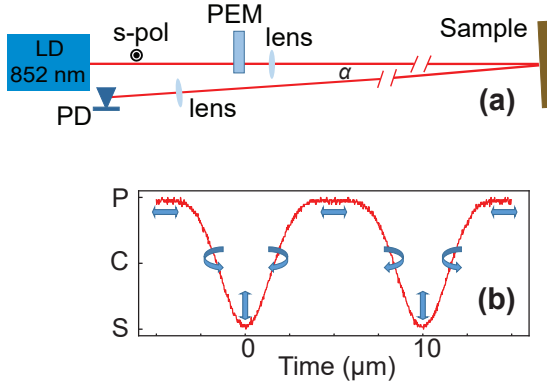 PEM
Sample
LD
852 nm
s-pol
lens
α
PD
lens
(a)
P
C
S
(b)
0
10
Time (μm)